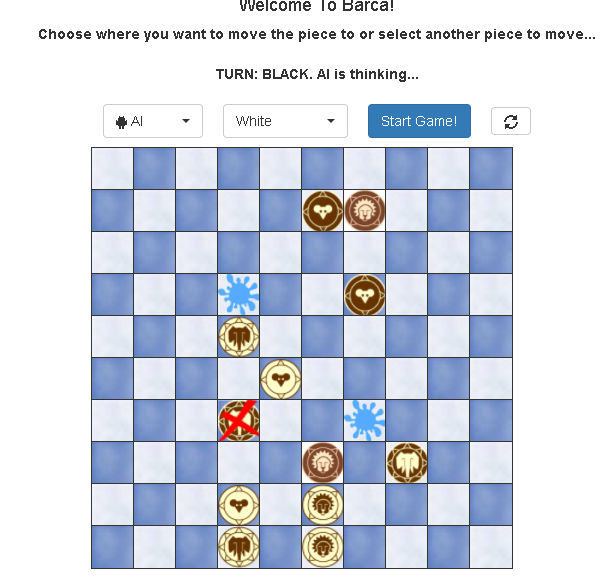 Welcome To Barca!
Choose where you want to move the piece to or select another piece to move...
TURN: BLACK. AI is thinking...
AI
White
Start Game!